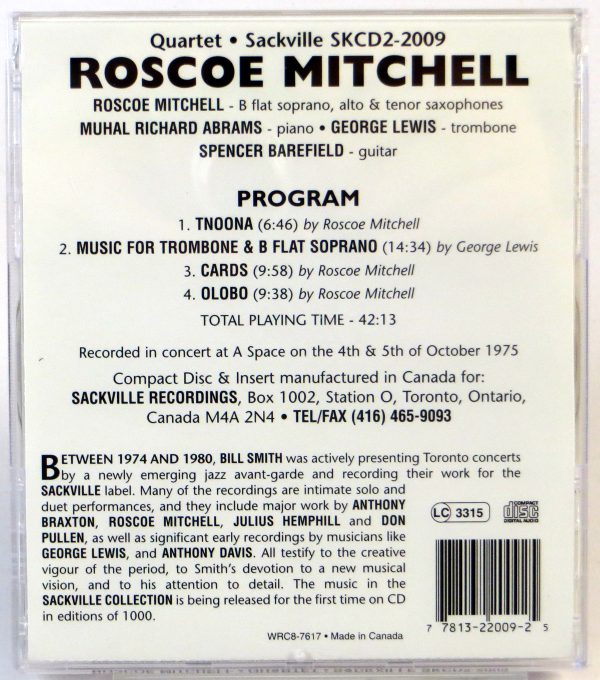 Quartet • Sackville SKCD2-2009
ROSCOE MITCHELL
ROSCOE MITCHELL - B flat soprano, alto & tenor saxophones
MUHAL RICHARD ABRAMS - piano • GEORGE LEWIS - trombone
SPENCER BAREFIELD - guitar
PROGRAM
1. TNOONA (6:46) by Roscoe Mitchell
2. MUSIC FOR TROMBONE & B FLAT SOPRANO (14:34) by George Lewis
3. CARDS (9:58) by Roscoe Mitchell
4. OLOBO (9:38) by Roscoe Mitchell
TOTAL PLAYING TIME - 42:13
Recorded in concert at A Space on the 4th & 5th of October 1975
Compact Disc & Insert manufactured in Canada for:
SACKVILLE RECORDINGS, Box 1002, Station O, Toronto, Ontario,
Canada M4A 2N4 • TEL/FAX (416) 465-9093
BETWEEN 1974 AND 1980, BILL SMITH was actively presenting Toronto concerts
by a newly emerging jazz avant-garde and recording their work for the
SACKVILLE label. Many of the recordings are intimate solo and
duet performances, and they include major work by ANTHONY
BRAXTON, ROSCOE MITCHELL, JULIUS HEMPHILL and DON
PULLEN, as well as significant early recordings by musicians like
GEORGE LEWIS, and ANTHONY DAVIS. All testify to the creative
vigour of the period, to Smith's devotion to a new musical
vision, and to his attention to detail. The music in the
SACKVILLE COLLECTION is being released for the first time on CD
in editions of 1000.
LC 3315
COMPACT
disc
DIGITAL AUDIO
7 7813-22009-2 5
WRC8-7617 • Made in Canada
ROSCOE MITCHELL • QUARTET • SACKVILLE SKCD2 2009